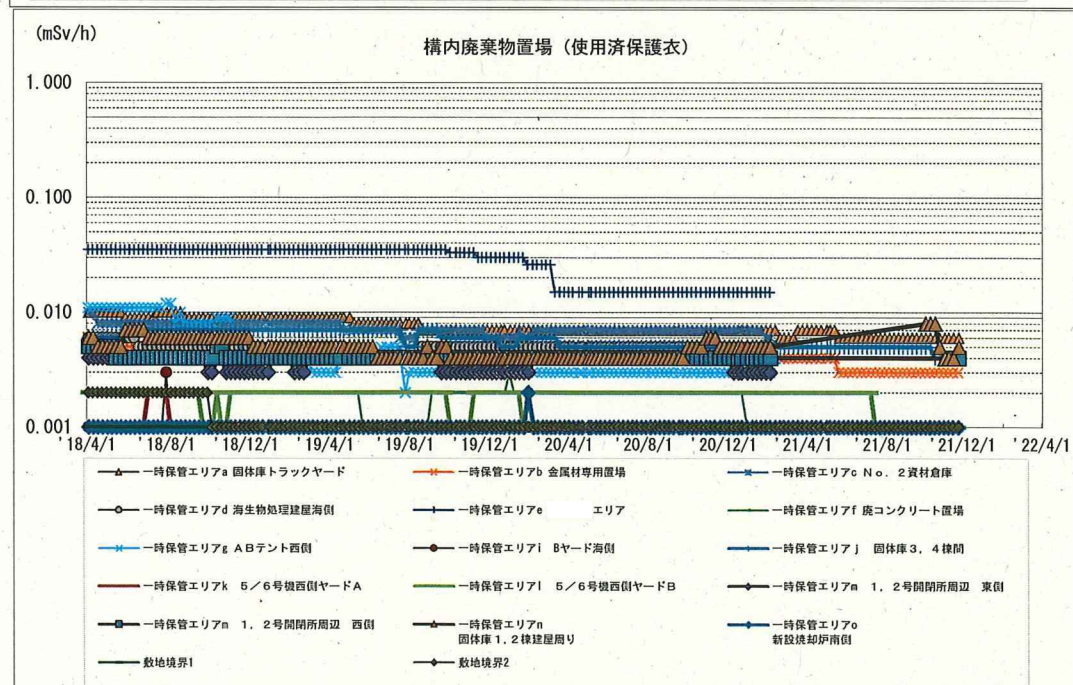 (mSv/h)
構内廃棄物置場（使用済保護衣）
1.000
0.100
0.010
0.001
'18/4/1 '18/8/1 '18/12/1 '19/4/1 '19/8/1 '19/12/1 '20/4/1 '20/8/1 '20/12/1 '21/4/1 '21/8/1 '21/12/1 '22/4/1
一時保管エリアa 固体庫トラックヤード
一時保管エリアb 金属材専用置場
一時保管エリアc No．2資材倉庫
一時保管エリアd 海生物処理建屋海側
一時保管エリアe エリア
一時保管エリアf 廃コンクリート置場
一時保管エリアg ABテント西側
一時保管エリアi Bヤード海側
一時保管エリアj 固体庫3，4棟間
一時保管エリアk 5／6号機西側ヤードA
一時保管エリアl 5／6号機西側ヤードB
一時保管エリアm 1，2号開閉所周辺 東側
一時保管エリアm 1，2号開閉所周辺 西側
一時保管エリアn
固体庫1,2棟建屋周り
一時保管エリアo
新設焼却炉南側
敷地境界1
敷地境界2